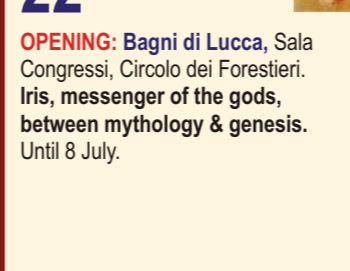 22
OPENING: Bagni di Lucca, Sala
Congressi, Circolo dei Forestieri.
Iris, messenger of the gods,
between mythology & genesis.
Until 8 July.